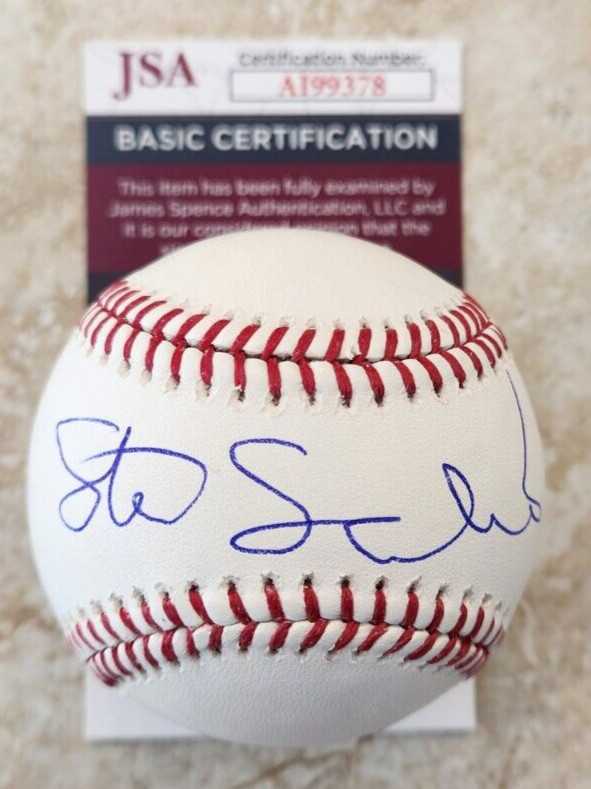 JSA
Certification Number:
AI99378
BASIC CERTIFICATION
This item has been fully examined by
James Spence Authentication, LLC and
it is our considered opinion that the